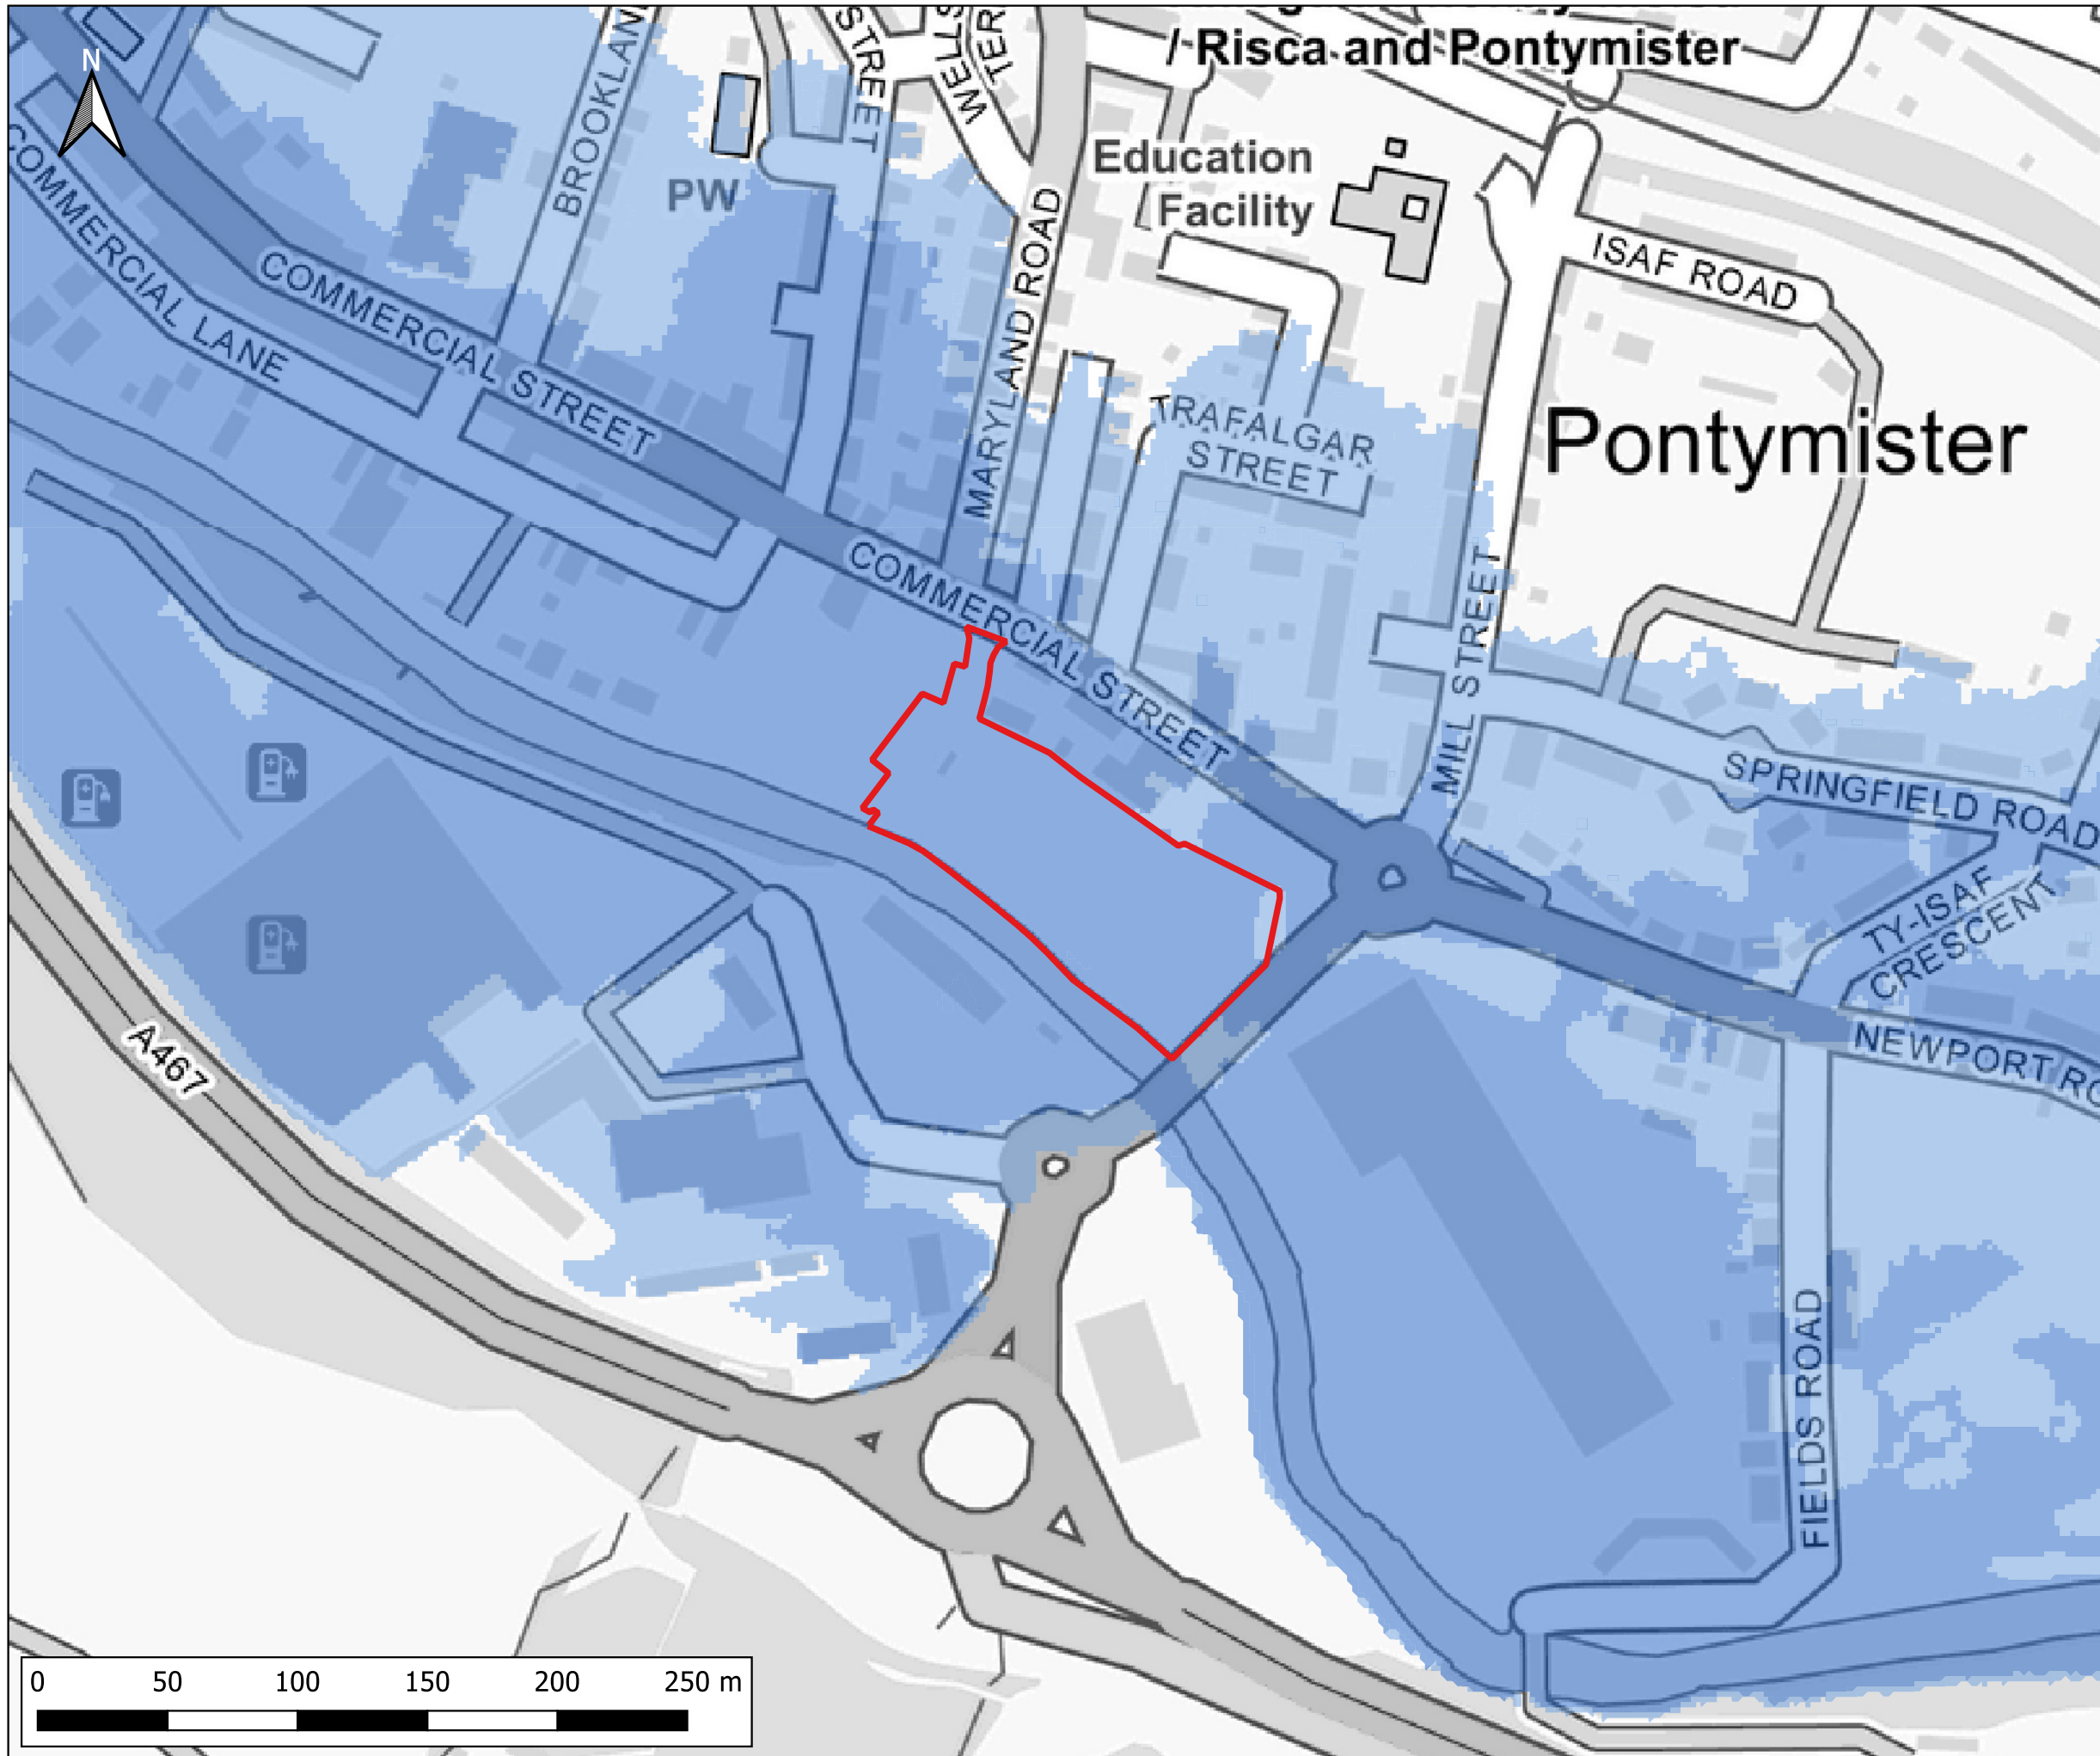 / Risca and Pontymister
N
BROOKLAN
STREET
WELL
TER
PW
Education
Facility
ISAF ROAD
COMMERCIAL LANE
COMMERCIAL STREET
MARYLAND ROAD
TRAFALGAR
STREET
Pontymister
COMMERCIAL STREET
MILL STREET
SPRINGFIELD ROAD
TY-ISAF
CRESCENT
NEWPORT RO
A467
FIELDS ROAD
0 50 100 150 200 250 m